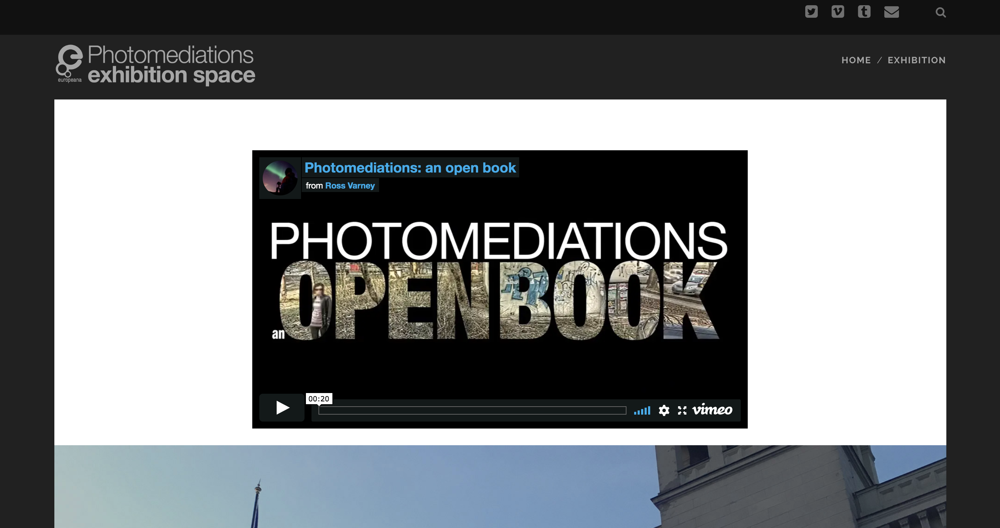 Photomediations
exhibition space
europeana
HOME / EXHIBITION
Photomediations: an open book
from Ross Varney
PHOTOMEDIATIONS
an OPEN BOOK
00:20
vimeo